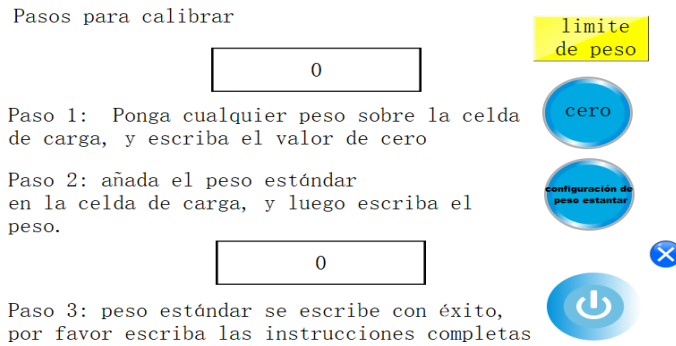 Pasos para calibrar
limite
de peso
0
cero
Paso 1:  Ponga cualquier peso sobre la celda
de carga, y escriba el valor de cero
Paso 2: añada el peso estándar
en la celda de carga, y luego escriba el
peso.
configuración de
peso estantar
0
Paso 3: peso estándar se escribe con éxito,
por favor escriba las instrucciones completas